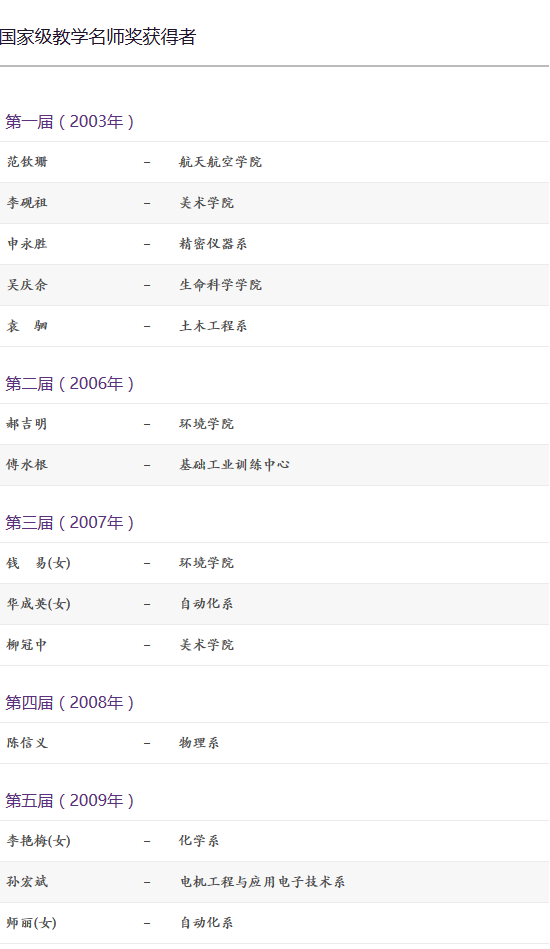 国家级教学名师奖获得者
第一届（2003年）
范钦珊 – 航天航空学院
李砚祖 – 美术学院
申永胜 – 精密仪器系
吴庆余 – 生命科学学院
袁　驷 – 土木工程系
第二届（2006年）
郝吉明 – 环境学院
傅水根 – 基础工业训练中心
第三届（2007年）
钱　易(女) – 环境学院
华成英(女) – 自动化系
柳冠中 – 美术学院
第四届（2008年）
陈信义 – 物理系
第五届（2009年）
李艳梅(女) – 化学系
孙宏斌 – 电机工程与应用电子技术系
师丽(女) – 自动化系